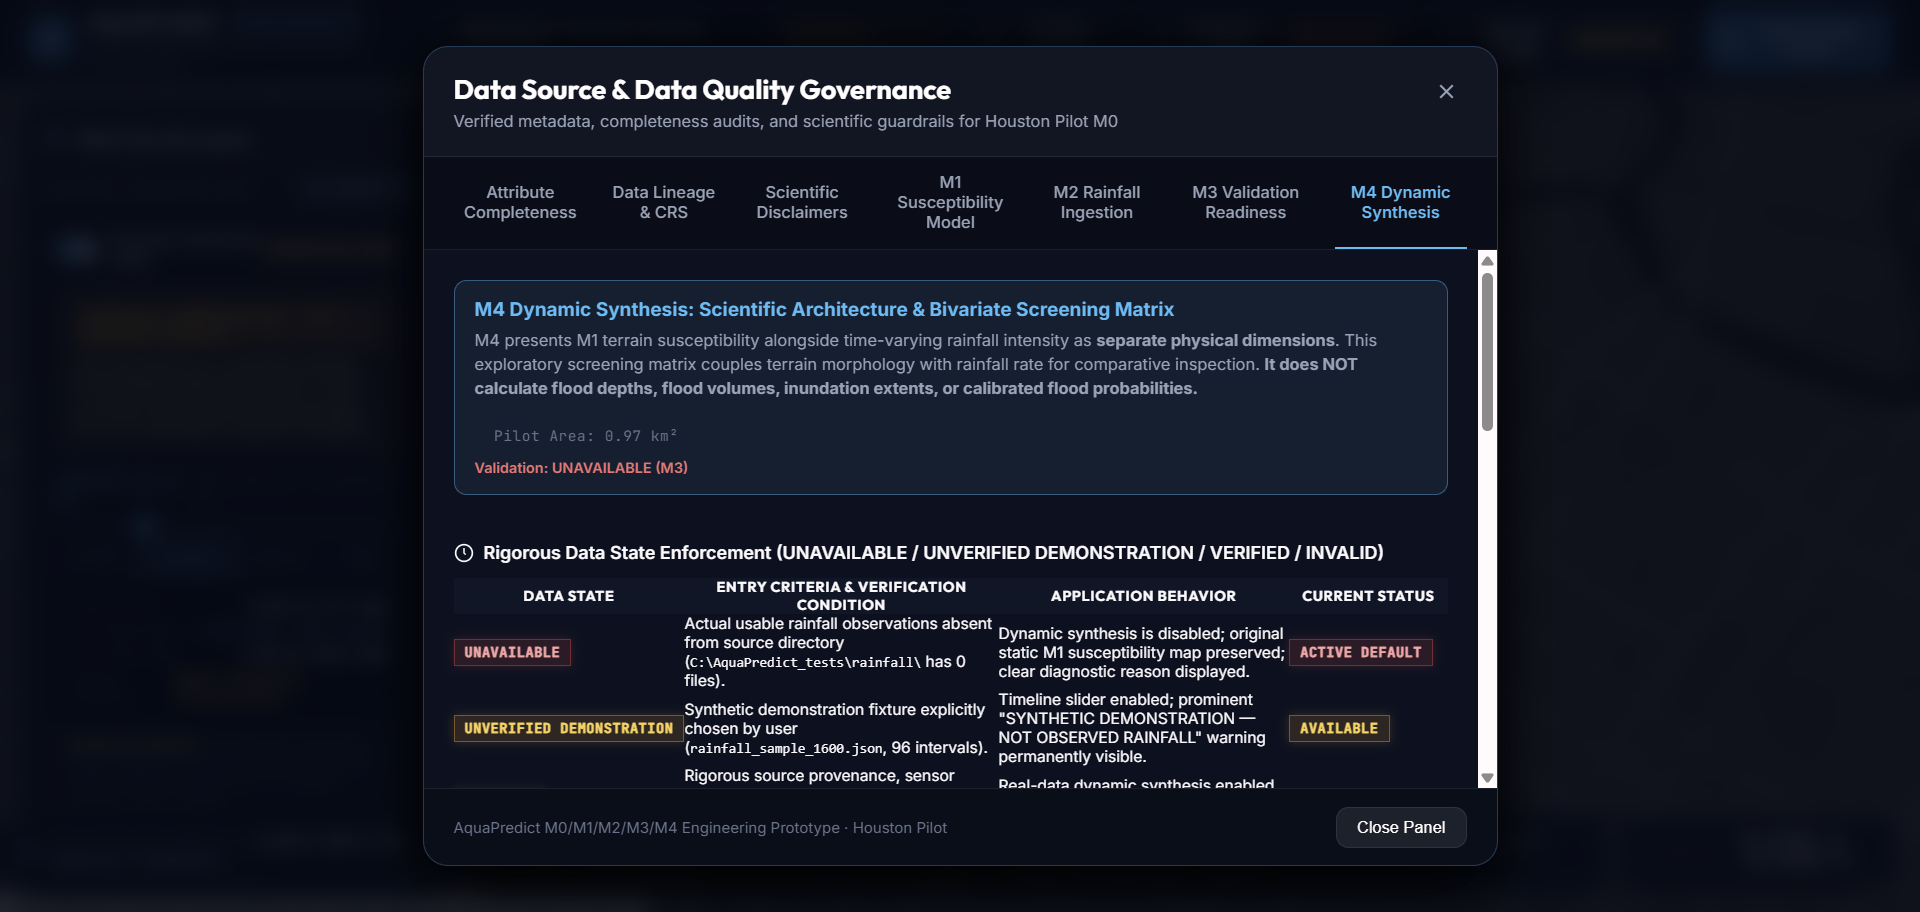 Data Source & Data Quality Governance
Verified metadata, completeness audits, and scientific guardrails for Houston Pilot M0
Attribute
Completeness
Data Lineage
& CRS
Scientific
Disclaimers
M1
Susceptibility
Model
M2 Rainfall
Ingestion
M3 Validation
Readiness
M4 Dynamic
Synthesis
M4 Dynamic Synthesis: Scientific Architecture & Bivariate Screening Matrix
M4 presents M1 terrain susceptibility alongside time-varying rainfall intensity as separate physical dimensions. This
exploratory screening matrix couples terrain morphology with rainfall rate for comparative inspection. It does NOT
calculate flood depths, flood volumes, inundation extents, or calibrated flood probabilities.
Pilot Area: 0.97 km²
Validation: UNAVAILABLE (M3)
Rigorous Data State Enforcement (UNAVAILABLE / UNVERIFIED DEMONSTRATION / VERIFIED / INVALID)
DATA STATE
ENTRY CRITERIA & VERIFICATION
CONDITION
APPLICATION BEHAVIOR
CURRENT STATUS
UNAVAILABLE
Actual usable rainfall observations absent
from source directory
(C:\AquaPredict_tests\rainfall\ has 0
files).
Dynamic synthesis is disabled; original
static M1 susceptibility map preserved;
clear diagnostic reason displayed.
ACTIVE DEFAULT
UNVERIFIED DEMONSTRATION
Synthetic demonstration fixture explicitly
chosen by user
(rainfall_sample_1600.json, 96 intervals).
Timeline slider enabled; prominent
"SYNTHETIC DEMONSTRATION —
NOT OBSERVED RAINFALL" warning
permanently visible.
AVAILABLE
Rigorous source provenance, sensor
Real-data dynamic synthesis enabled
AquaPredict M0/M1/M2/M3/M4 Engineering Prototype · Houston Pilot
Close Panel